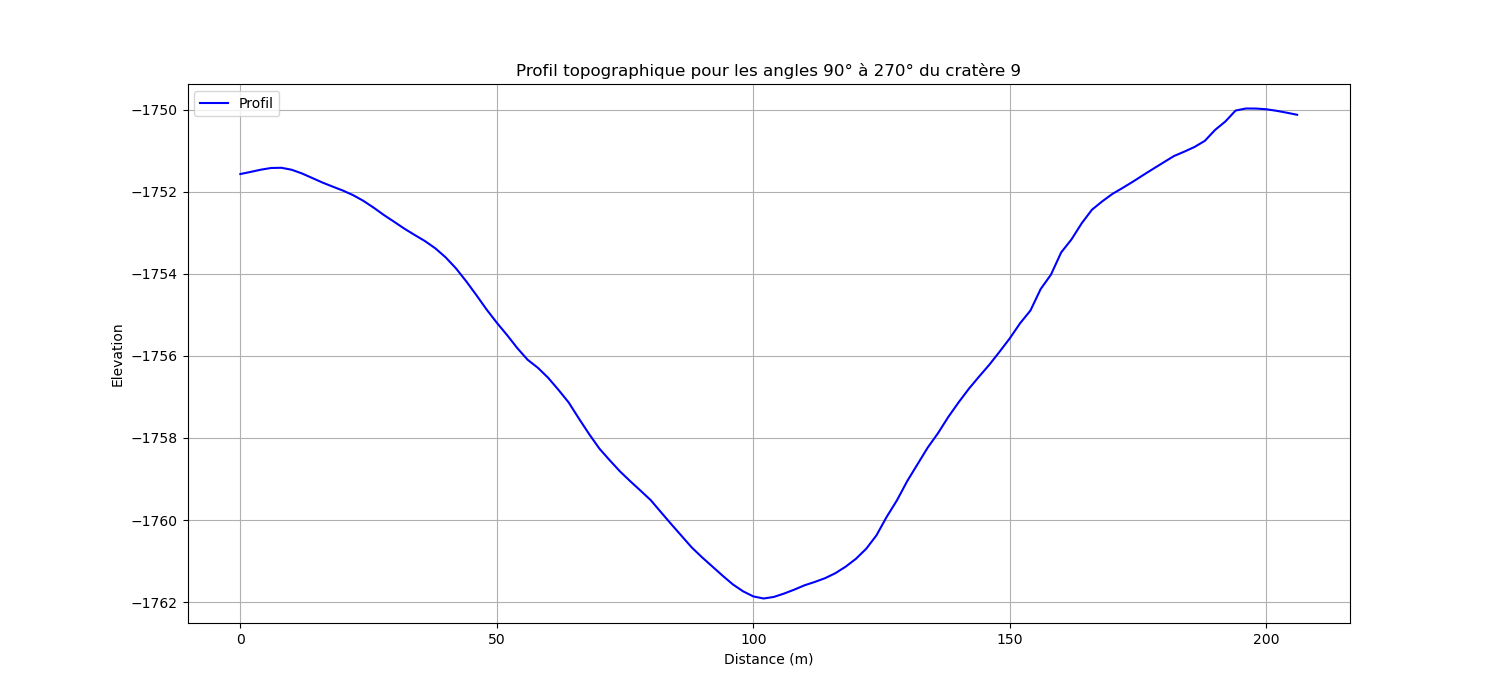 Profil topographique pour les angles 90° à 270° du cratère 9
Profil
−1750
−1752
−1754
−1756
−1758
−1760
−1762
Elevation
0 50 100 150 200
Distance (m)